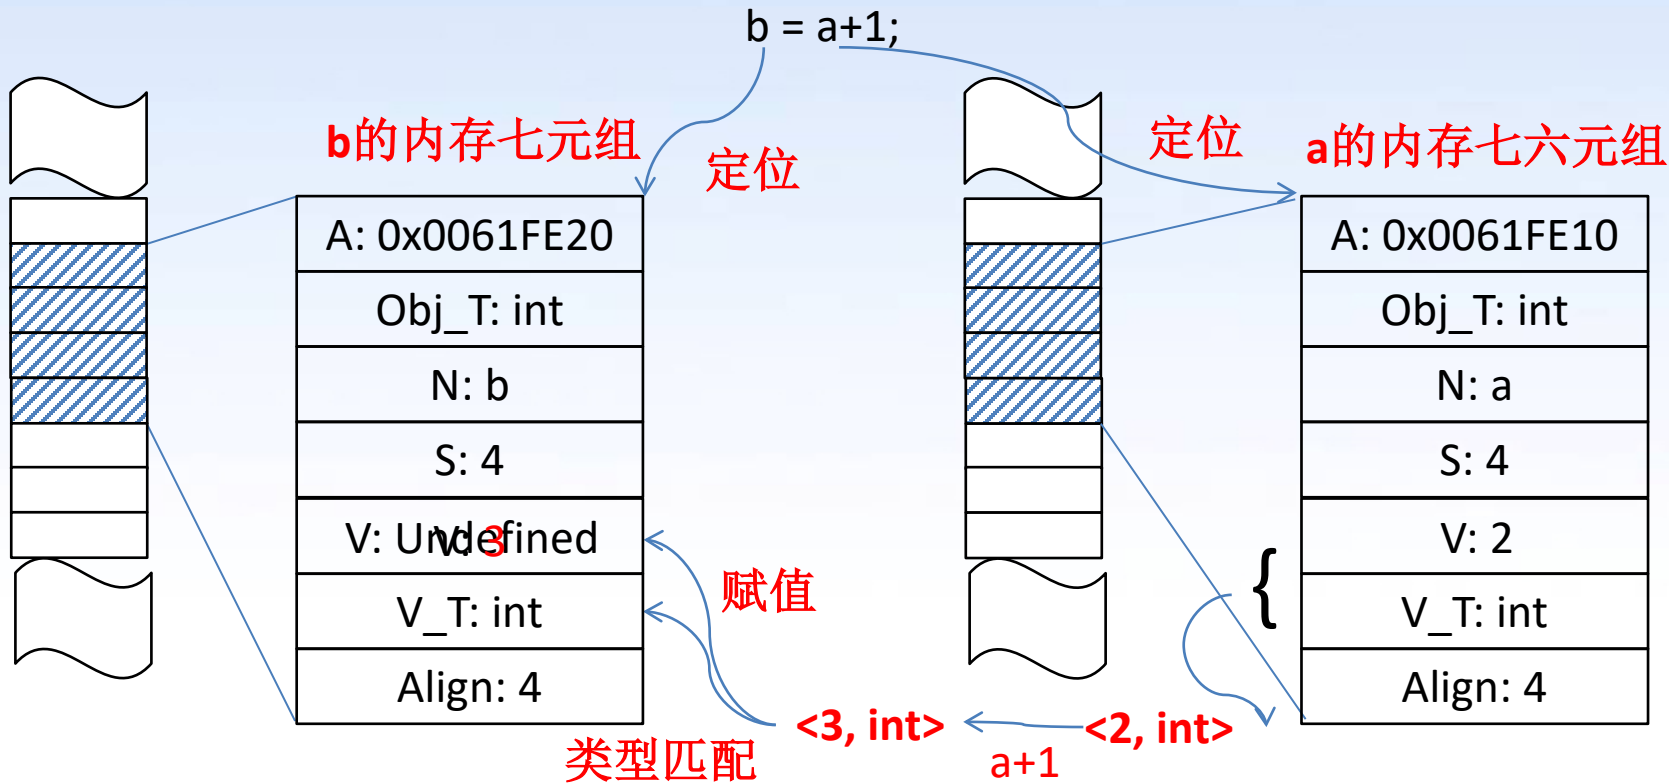 b = a+1;
b的内存七元组
定位
定位
a的内存七六元组
A: 0x0061FE20
Obj_T: int
N: b
S: 4
V: Undefined
V: 3
V_T: int
Align: 4
赋值
类型匹配
<3, int>
a+1
<2, int>
{
A: 0x0061FE10
Obj_T: int
N: a
S: 4
V: 2
V_T: int
Align: 4